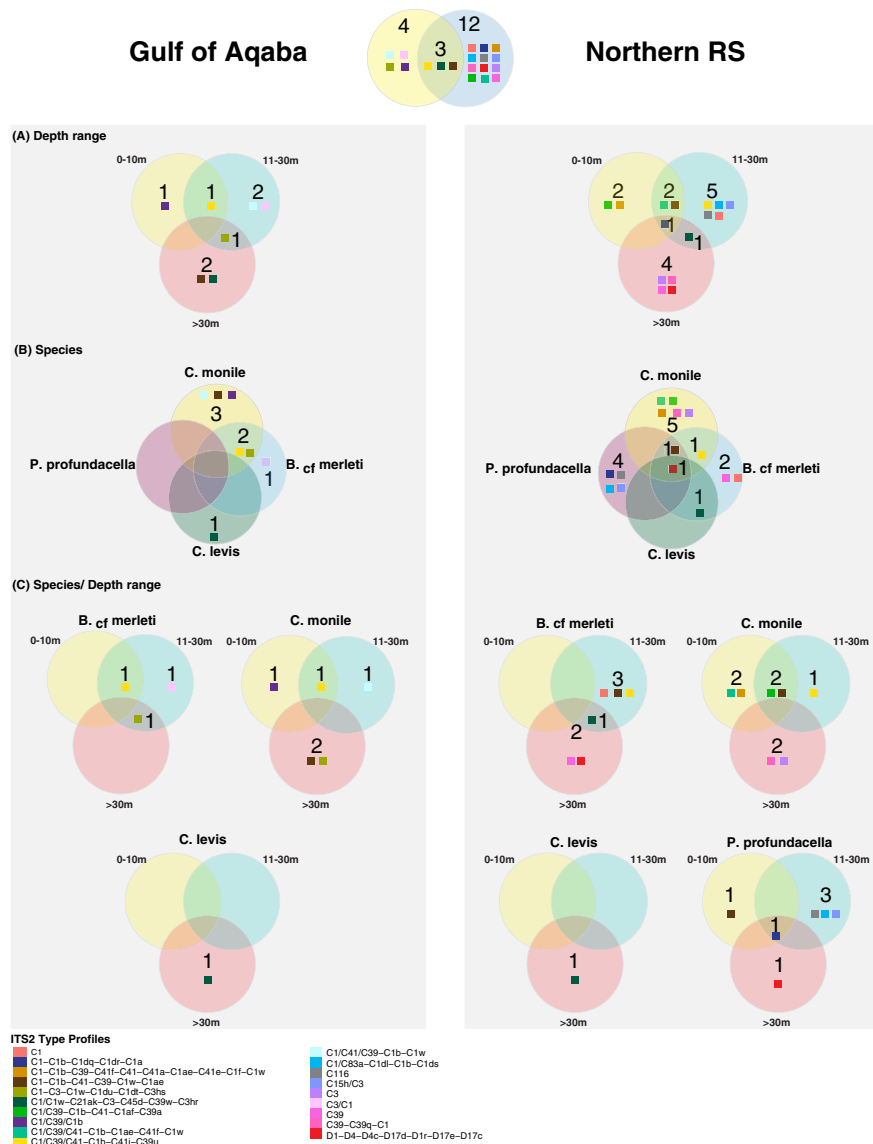 Gulf of Aqaba
4
3
12
Northern RS
(A) Depth range
0-10m
11-30m
1
1
2
1
2
>30m
0-10m
11-30m
2
2
5
1
1
4
>30m
(B) Species
C. monile
3
2
P. profundacella
B. cf merleti
1
1
C. levis
C. monile
5
1
1
P. profundacella
4
1
2
B. cf merleti
1
C. levis
(C) Species/ Depth range
B. cf merleti
0-10m
11-30m
1
1
1
>30m
C. monile
0-10m
11-30m
1
1
1
2
>30m
B. cf merleti
0-10m
11-30m
3
1
2
>30m
C. monile
0-10m
11-30m
2
2
1
2
>30m
C. levis
0-10m
11-30m
1
>30m
C. levis
0-10m
11-30m
1
>30m
P. profundacella
0-10m
11-30m
1
3
1
1
>30m
ITS2 Type Profiles
C1
C1–C1b–C1dq–C1dr–C1a
C1–C1b–C39–C41f–C41–C41a–C1ae–C41e–C1f–C1w
C1–C1b–C41–C39–C1w–C1ae
C1–C3–C1w–C1du–C1dt–C3hs
C1/C1w–C21ak–C3–C45d–C39w–C3hr
C1/C39–C1b–C41–C1af–C39a
C1/C39/C1b
C1/C39/C41–C1b–C1ae–C41f–C1w
C1/C39/C41–C1b–C41i–C39u
C1/C41/C39–C1b–C1w
C1/C83a–C1dl–C1b–C1ds
C116
C15h/C3
C3
C3/C1
C39
C39–C39q–C1
D1–D4–D4c–D17d–D1r–D17e–D17c